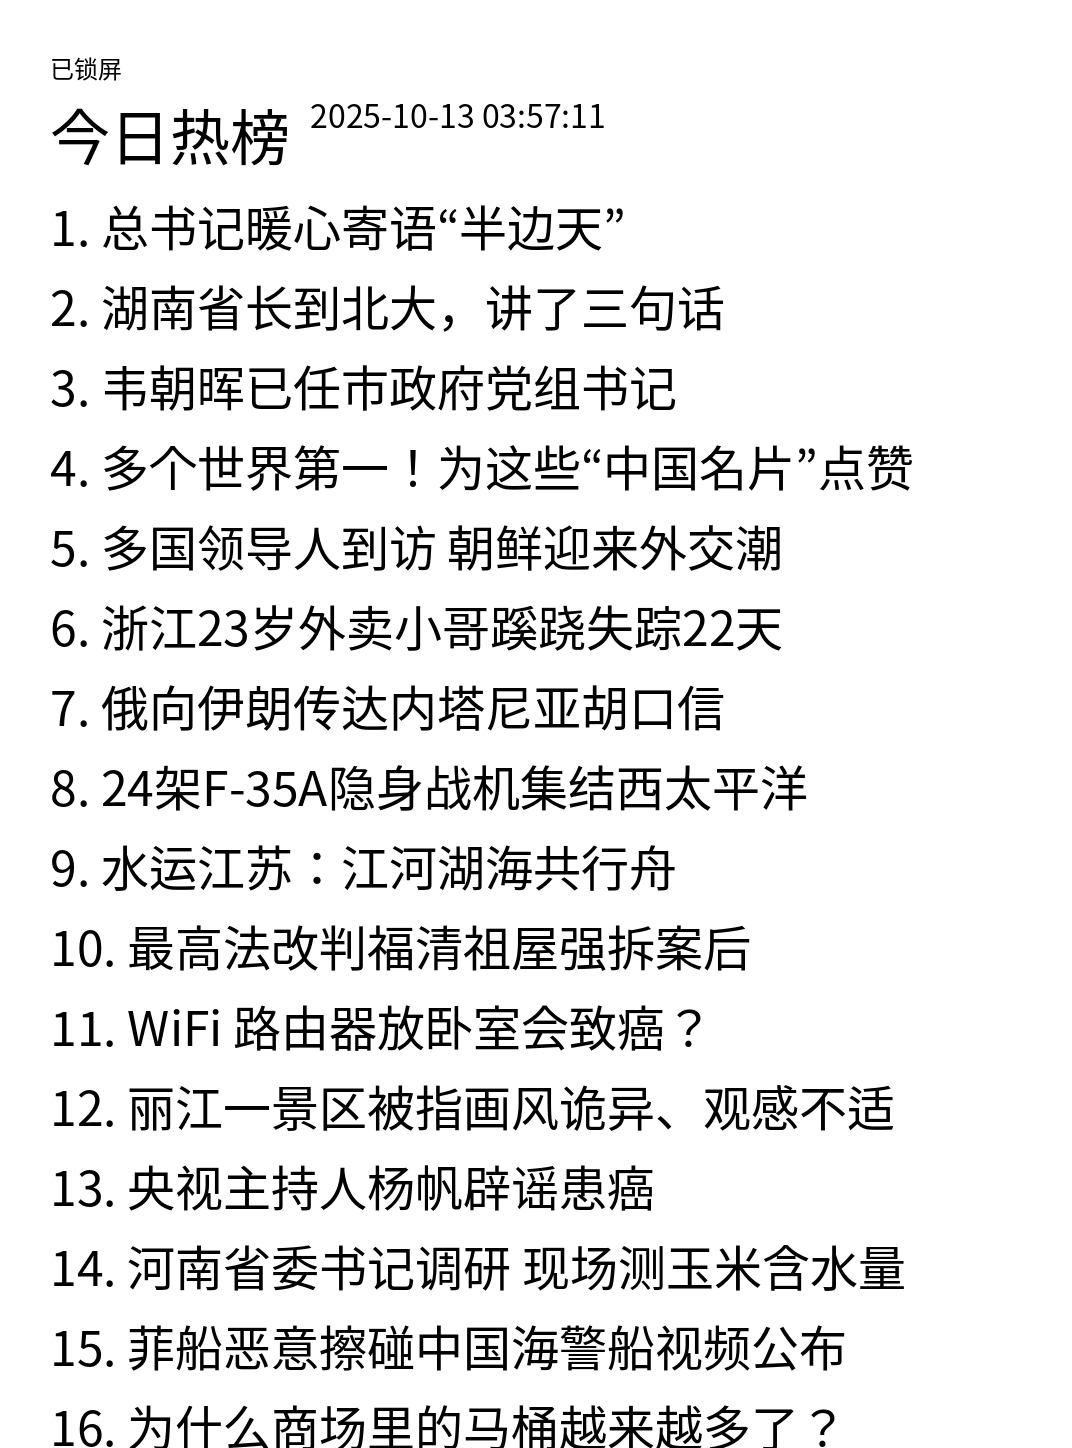 已锁屏
今日热榜 2025-10-13 03:57:11
1. 总书记暖心寄语“半边天”
2. 湖南省长到北大，讲了三句话
3. 韦朝晖已任市政府党组书记
4. 多个世界第一！为这些“中国名片”点赞
5. 多国领导人到访 朝鲜迎来外交潮
6. 浙江23岁外卖小哥蹊跷失踪22天
7. 俄向伊朗传达内塔尼亚胡口信
8. 24架F-35A隐身战机集结西太平洋
9. 水运江苏：江河湖海共行舟
10. 最高法改判福清祖屋强拆案后
11. WiFi 路由器放卧室会致癌？
12. 丽江一景区被指画风诡异、观感不适
13. 央视主持人杨帆辟谣患癌
14. 河南省委书记调研 现场测玉米含水量
15. 菲船恶意擦碰中国海警船视频公布
16. 为什么商场里的马桶越来越多了？